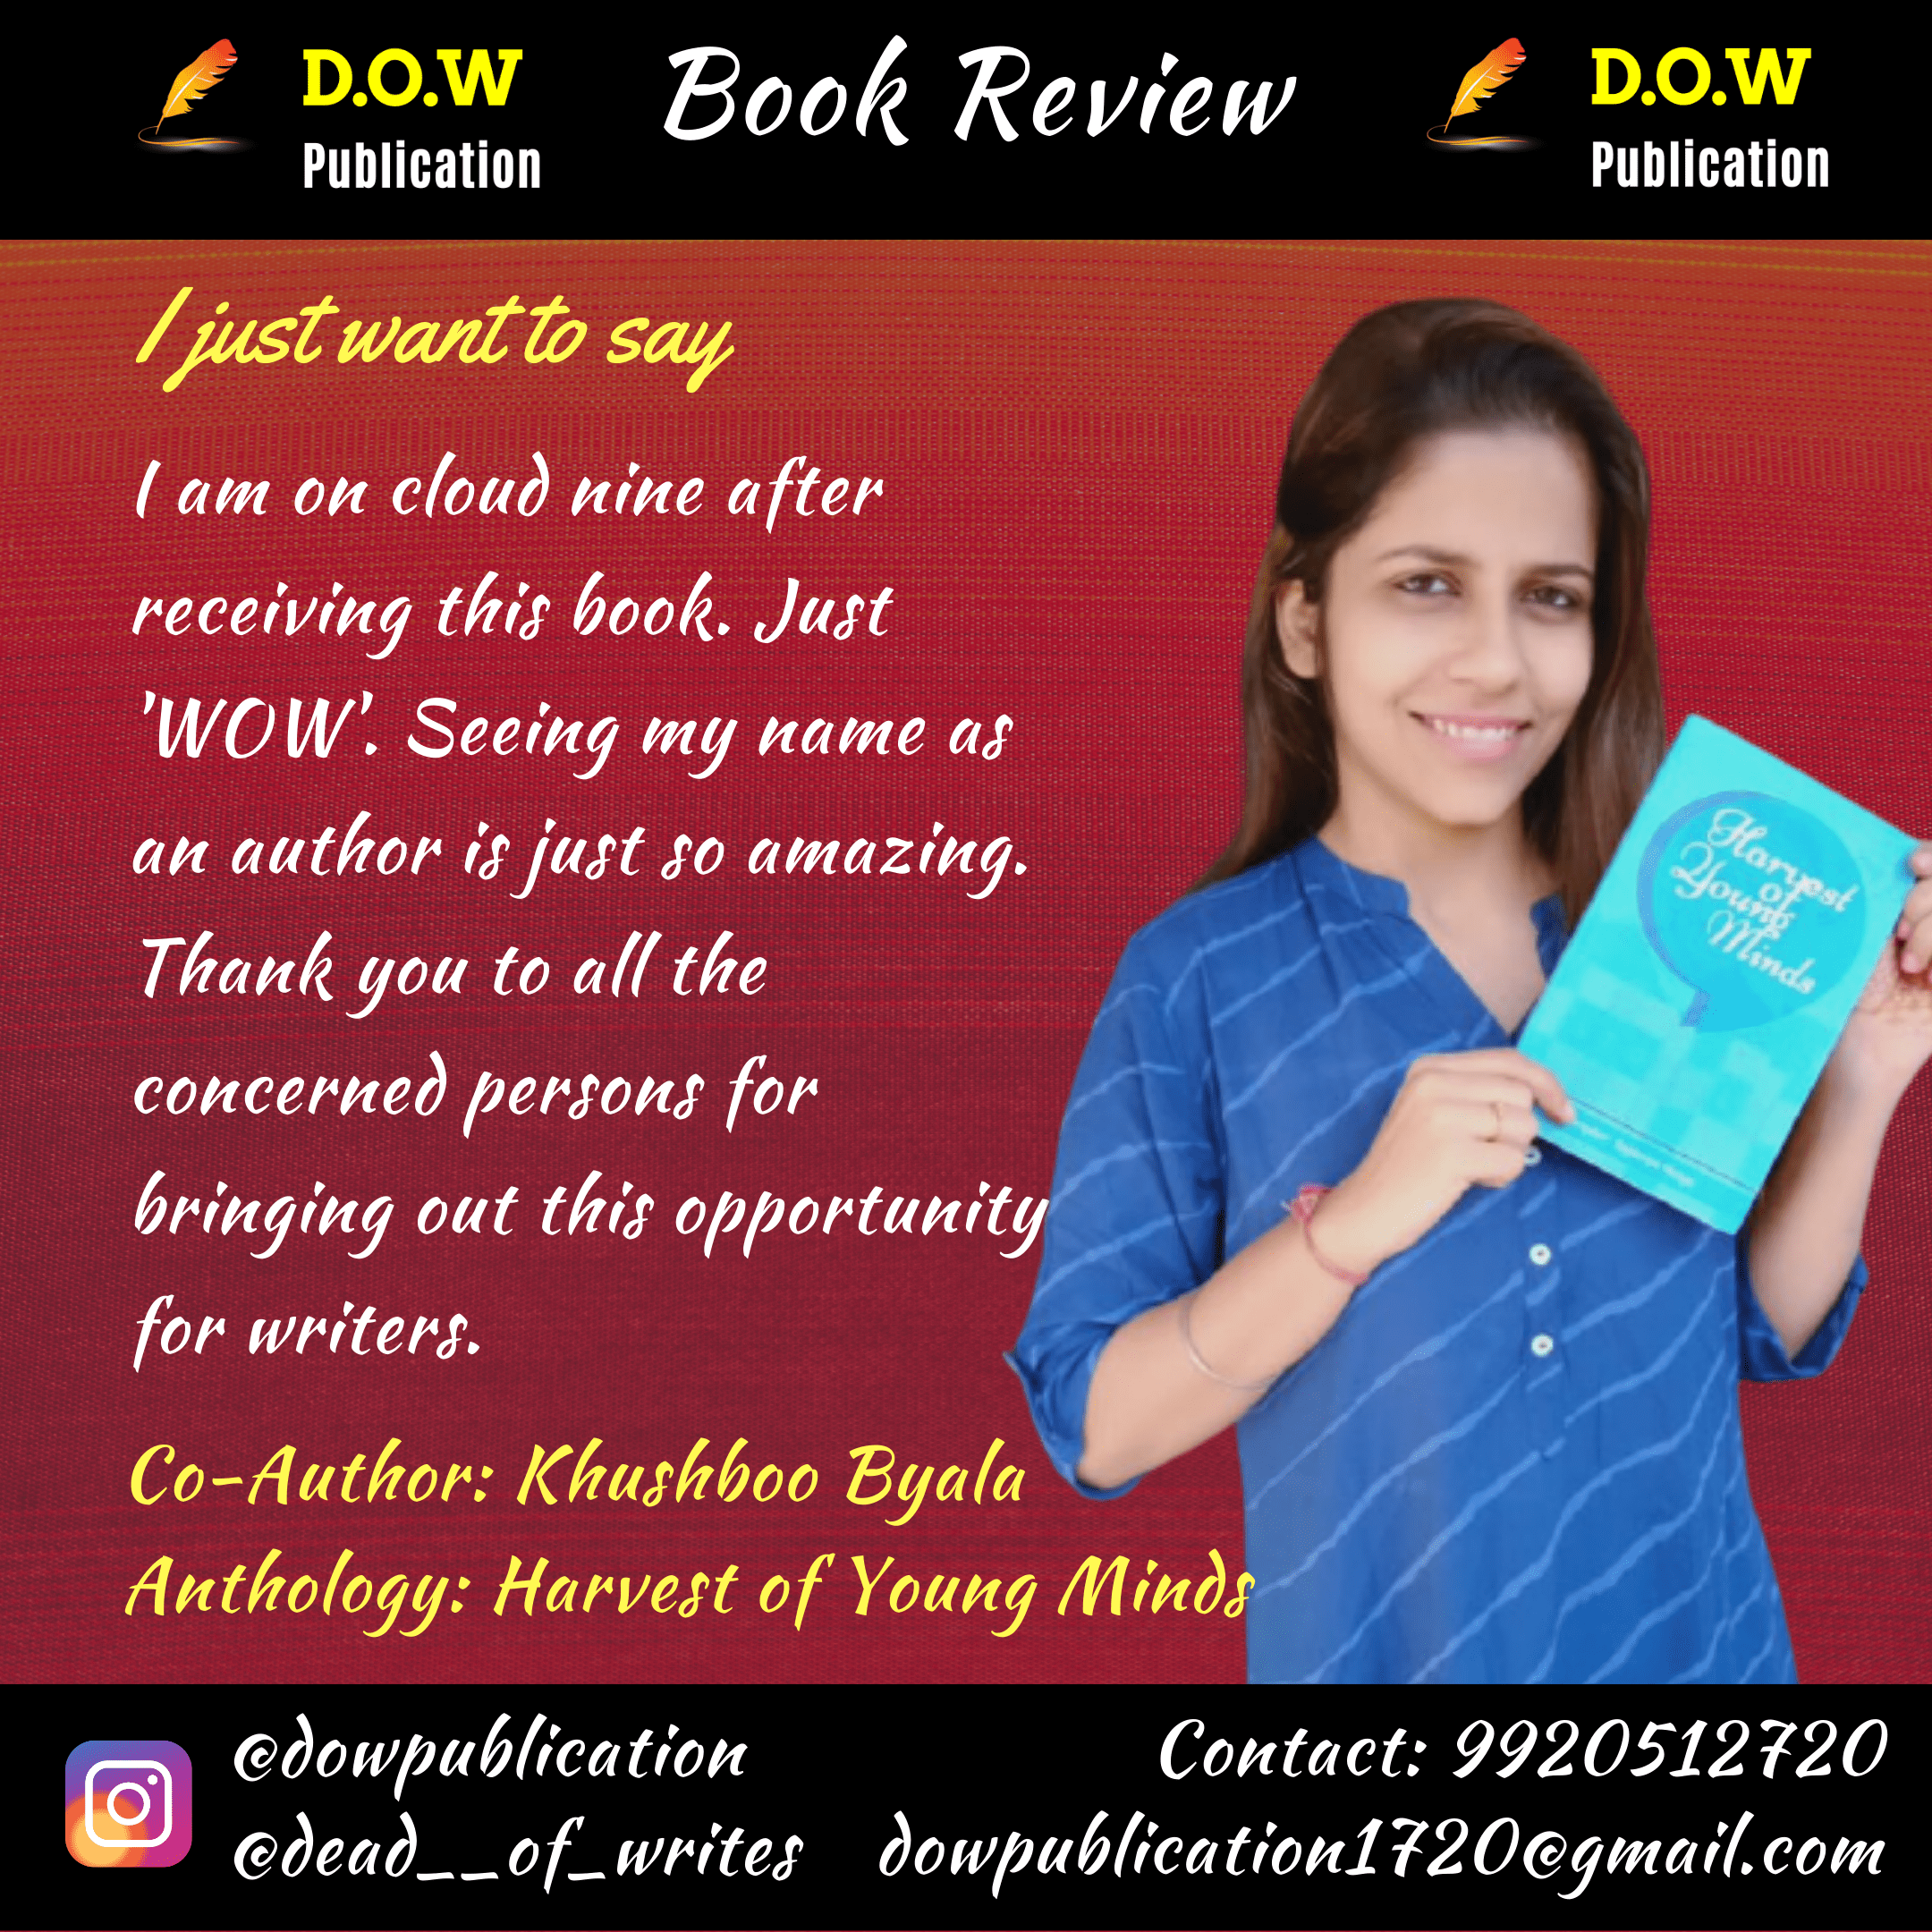 D.O.W
Publication
Book Review
D.O.W
Publication
I just want to say
I am on cloud nine after
receiving this book. Just
'WOW'. Seeing my name as
an author is just so amazing.
Thank you to all the
concerned persons for
bringing out this opportunity
for writers.
Co-Author: Khushboo Byala
Anthology: Harvest of Young Minds
Harvest
of
Young
Minds
@dowpublication
@dead__of_writes
Contact: 9920512720
dowpublication1720@gmail.com